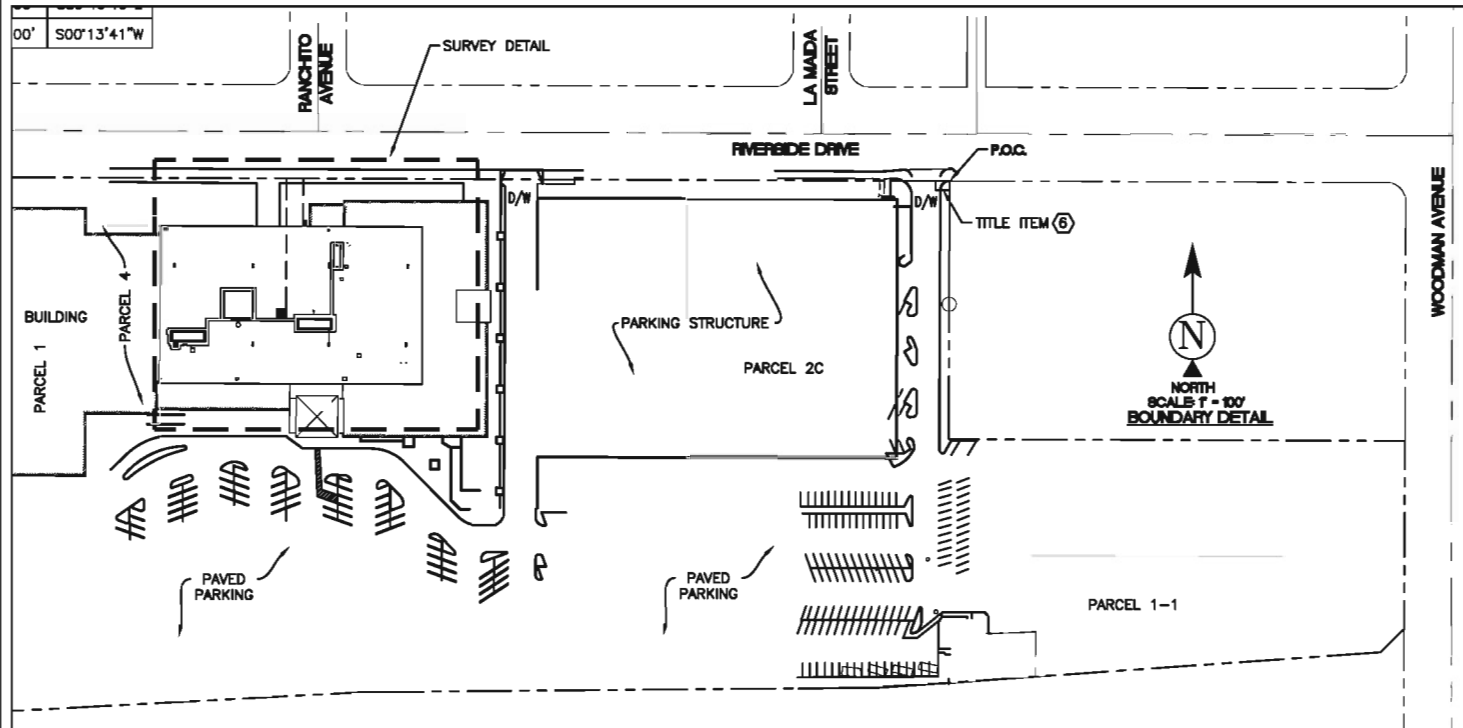 00' S00°13'41"W
SURVEY DETAIL
RANCHITO
AVENUE
LA MAIDA
STREET
RIVERSIDE DRIVE
P.O.C.
WOODMAN AVENUE
D/W
D/W
TITLE ITEM 6
PARCEL 4
BUILDING
PARCEL 1
PARKING STRUCTURE
PARCEL 2C
N
NORTH
SCALE: 1" = 100'
BOUNDARY DETAIL
PAVED
PARKING
PAVED
PARKING
PARCEL 1-1